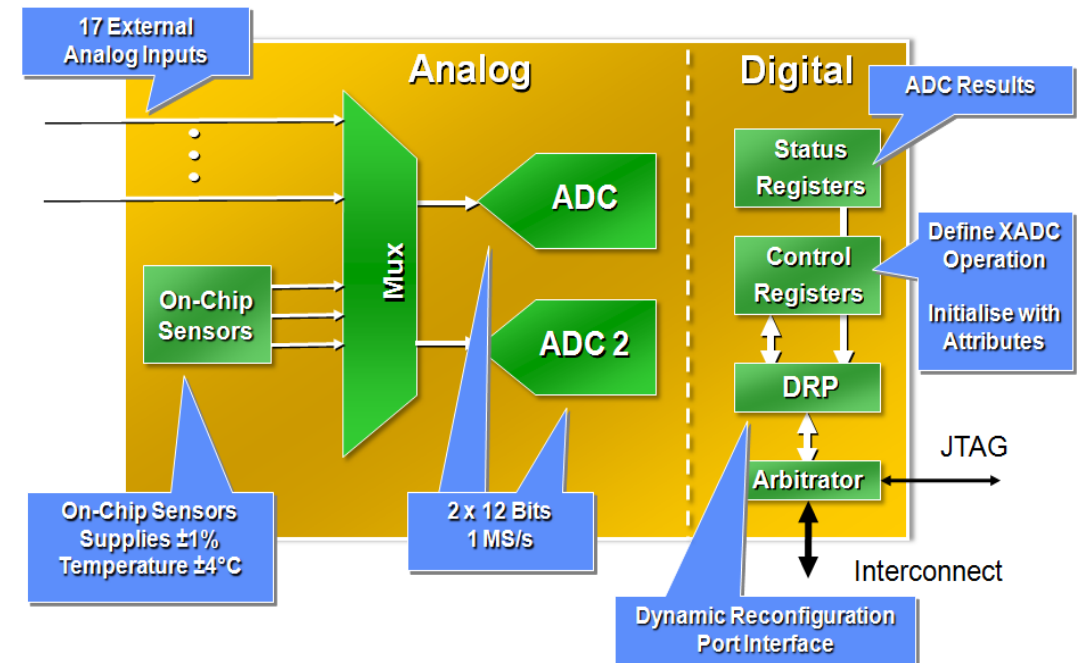 17 External
Analog Inputs
Analog
Digital
ADC Results
Status
Registers
ADC
Mux
Define XADC
Operation
Initialise with
Attributes
Control
Registers
On-Chip
Sensors
ADC 2
DRP
JTAG
Arbitrator
On-Chip Sensors
Supplies ±1%
Temperature ±4°C
2 x 12 Bits
1 MS/s
Interconnect
Dynamic Reconfiguration
Port Interface